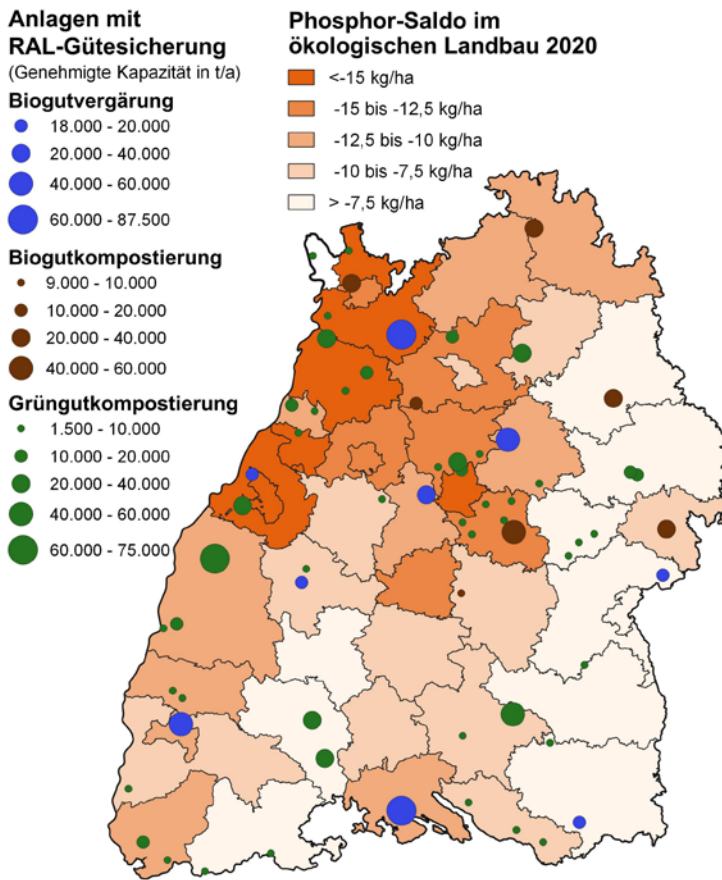 Anlagen mit
RAL-Gütesicherung
(Genehmigte Kapazität in t/a)
Biogutvergärung
18.000 - 20.000
20.000 - 40.000
40.000 - 60.000
60.000 - 87.500
Biogutkompostierung
9.000 - 10.000
10.000 - 20.000
20.000 - 40.000
40.000 - 60.000
Grüngutkompostierung
1.500 - 10.000
10.000 - 20.000
20.000 - 40.000
40.000 - 60.000
60.000 - 75.000
Phosphor-Saldo im
ökologischen Landbau 2020
<-15 kg/ha
-15 bis -12,5 kg/ha
-12,5 bis -10 kg/ha
-10 bis -7,5 kg/ha
> -7,5 kg/ha